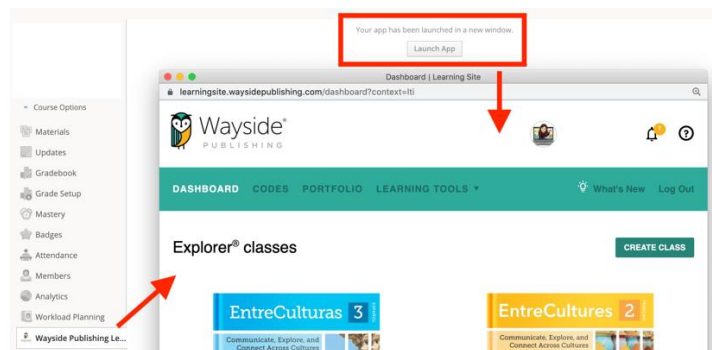 Your app has been launched in a new window.
Launch App
Dashboard | Learning Site
learningsite.waysidepublishing.com/dashboard?context=lti
Course Options
Materials
Updates
Gradebook
Grade Setup
Mastery
Badges
Attendance
Members
Analytics
Workload Planning
Wayside Publishing Le...
Wayside®
PUBLISHING
DASHBOARD CODES PORTFOLIO LEARNING TOOLS
What's New Log Out
Explorer® classes
CREATE CLASS
EntreCulturas 3
Communicate, Explore, and
Connect Across Cultures
EntreCultures 2
Communicate, Explore, and
Connect Across Cultures